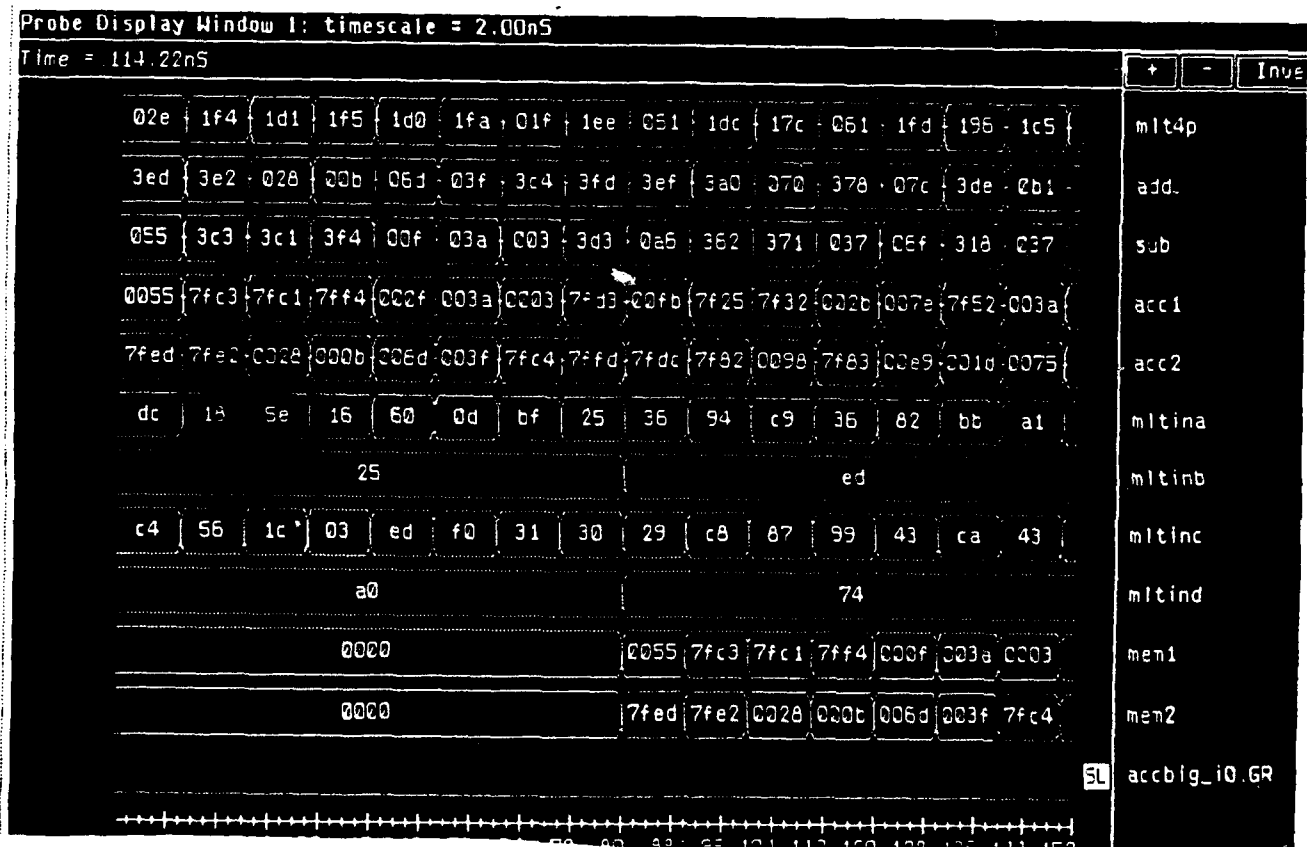 Probe Display Window 1: timescale = 2.00nS
Time = 114.22nS
+ - Inve
02e 1f4 1d1 1f5 1d0 1fa 01f 1ee 051 1dc 17c 061 1fd 196 1c5 mlt4p
3ed 3e2 028 00b 06d 03f 3c4 3fd 3ef 3a0 070 378 07c 3de 0b1 add
055 3c3 3c1 3f4 00f 03a 003 3d3 0a6 362 371 037 06f 318 037 sub
0055 7fc3 7fc1 7ff4 000f 003a 0003 7fd3 00fb 7f25 7f32 002b 007e 7f52 003a acc1
7fed 7fe2 0028 000b 006d 003f 7fc4 7ffd 7fdc 7f82 0098 7f83 00e9 001d 0075 acc2
dc 18 5e 16 60 0d bf 25 36 94 c9 36 82 bb a1 mltina
25 ed mltinb
c4 56 1c 03 ed f0 31 30 29 c8 87 99 43 ca 43 mltinc
a0 74 mltind
0000 0055 7fc3 7fc1 7ff4 000f 003a 0003 mem1
0000 7fed 7fe2 0028 000b 006d 003f 7fc4 mem2
SL accbig_i0.GR